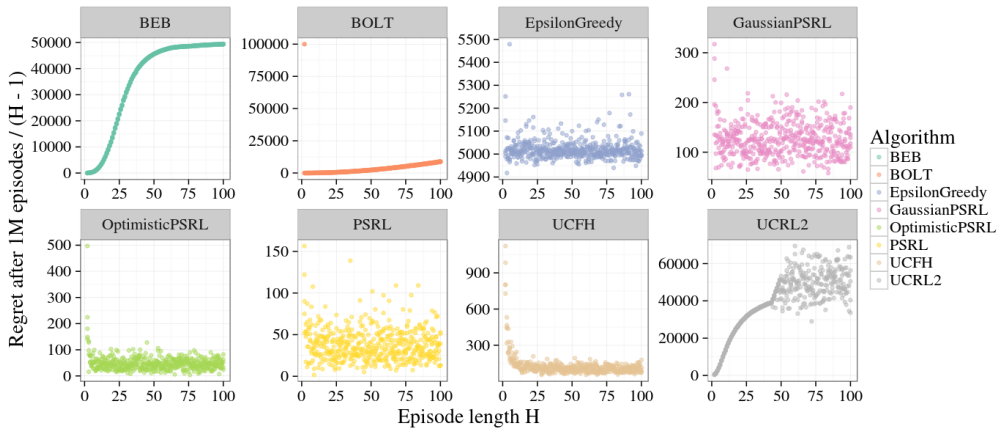 BEB
BOLT
EpsilonGreedy
GaussianPSRL
50000
40000
30000
20000
10000
0
0 25 50 75 100
100000
75000
50000
25000
0
0 25 50 75 100
5500
5400
5300
5200
5100
5000
4900
0 25 50 75 100
300
200
100
0 25 50 75 100
OptimisticPSRL
PSRL
UCFH
UCRL2
500
400
300
200
100
0
0 25 50 75 100
150
100
50
0
0 25 50 75 100
900
600
300
0 25 50 75 100
60000
40000
20000
0
0 25 50 75 100
Regret after 1M episodes / (H - 1)
Episode length H
Algorithm
BEB
BOLT
EpsilonGreedy
GaussianPSRL
OptimisticPSRL
PSRL
UCFH
UCRL2